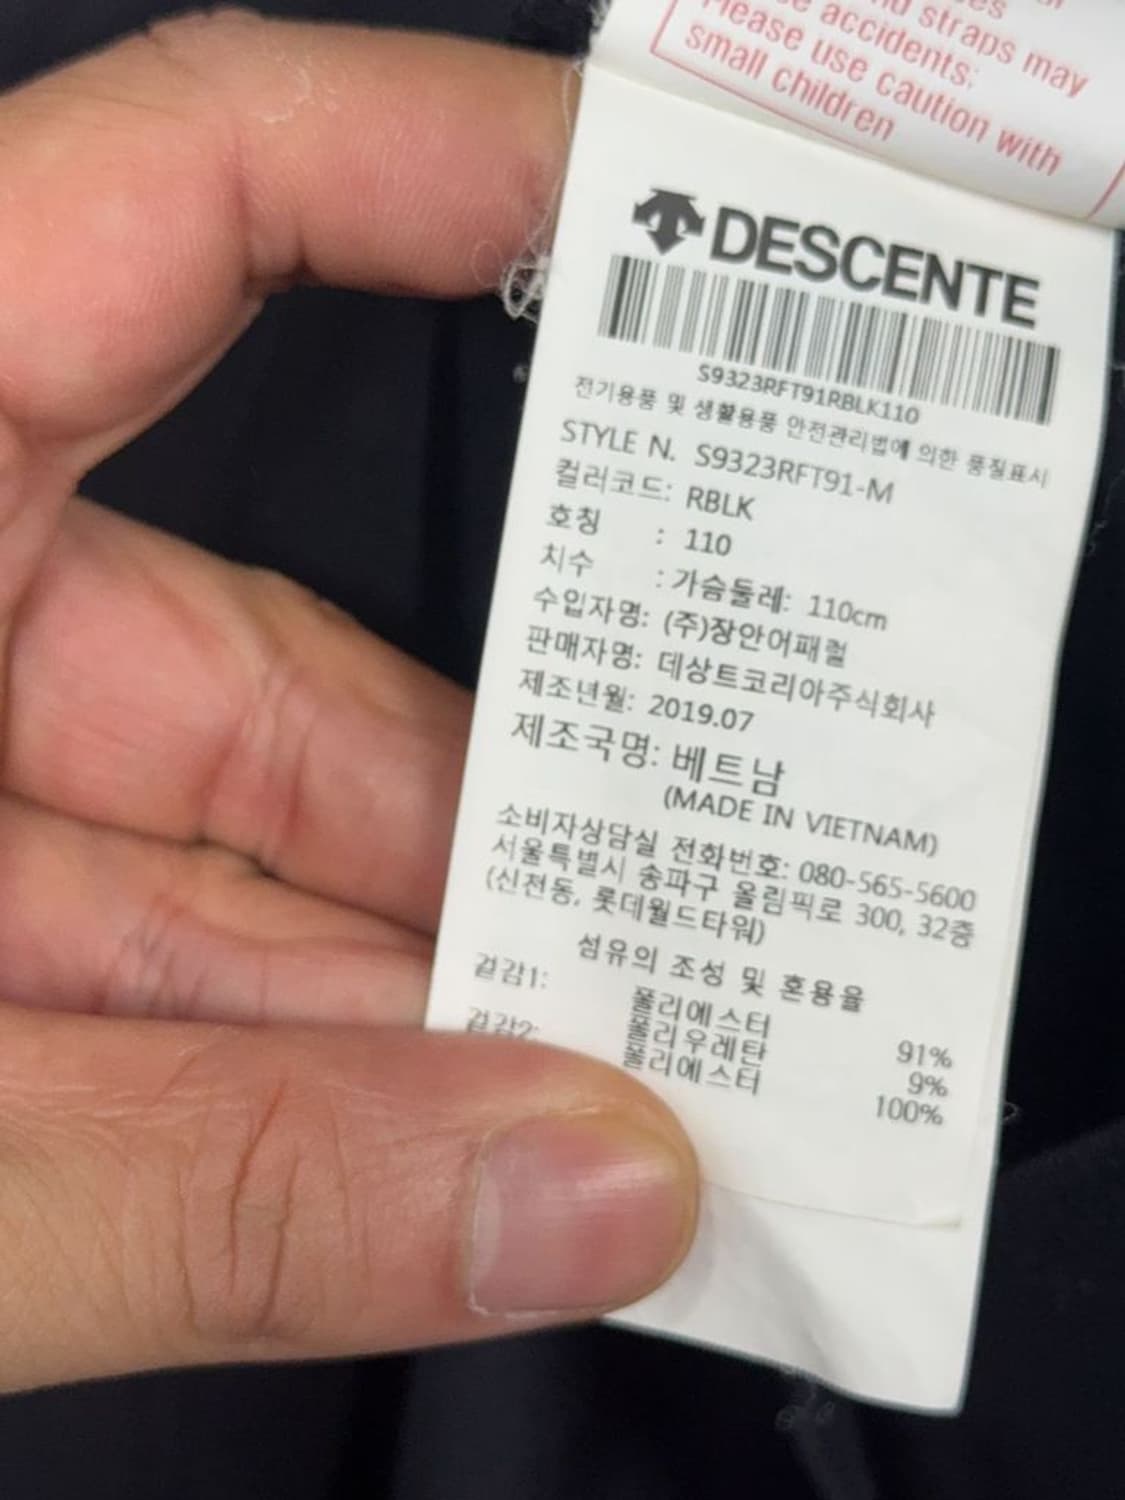 straps may
accidents:
Please use caution with
small children
DESCENTE
S9323RFT91RBLK110
전기용품 및 생활용품 안전관리법에 의한 품질표시
STYLE N. S9323RFT91-M
컬러코드: RBLK
호칭 : 110
치수 : 가슴둘레: 110cm
수입자명: (주)장안어패럴
판매자명: 데상트코리아주식회사
제조년월: 2019.07
제조국명: 베트남
(MADE IN VIETNAM)
소비자상담실 전화번호: 080-565-5600
서울특별시 송파구 올림픽로 300, 32층
(신천동, 롯데월드타워)
섬유의 조성 및 혼용율
겉감1: 폴리에스터 91%
폴리우레탄 9%
겉감2: 폴리에스터 100%